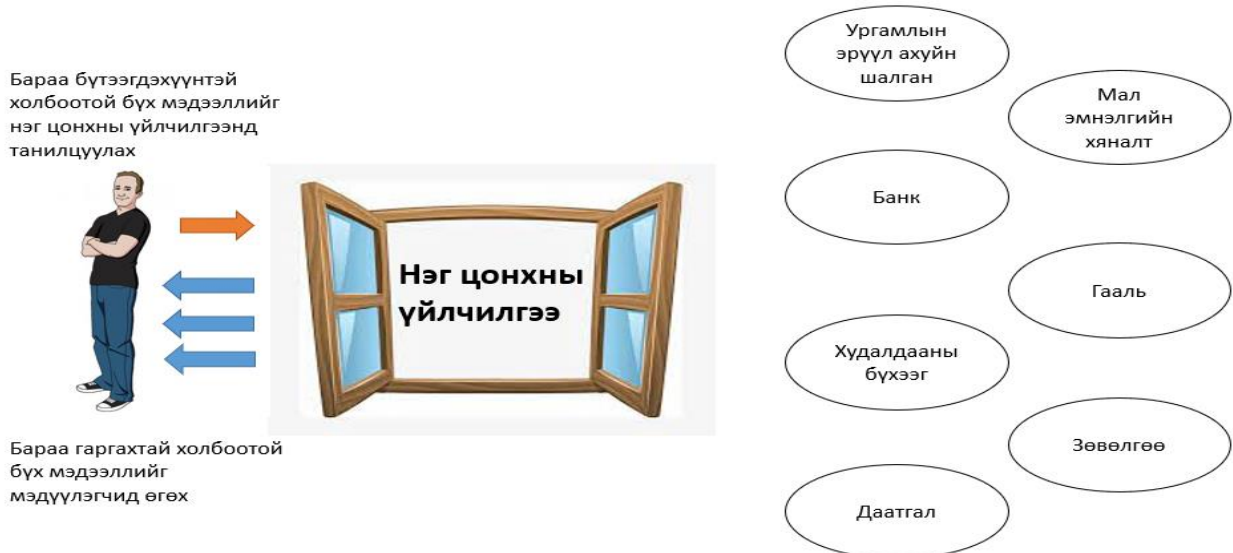 Бараа бүтээгдэхүүнтэй
холбоотой бүх мэдээллийг
нэг цонхны үйлчилгээнд
танилцуулах
Бараа гаргахтай холбоотой
бүх мэдээллийг
мэдүүлэгчид өгөх
Нэг цонхны
үйлчилгээ
Ургамлын
эрүүл ахуйн
шалган
Мал
эмнэлгийн
хяналт
Банк
Гааль
Худалдааны
бүхээг
Зөвөлгөө
Даатгал